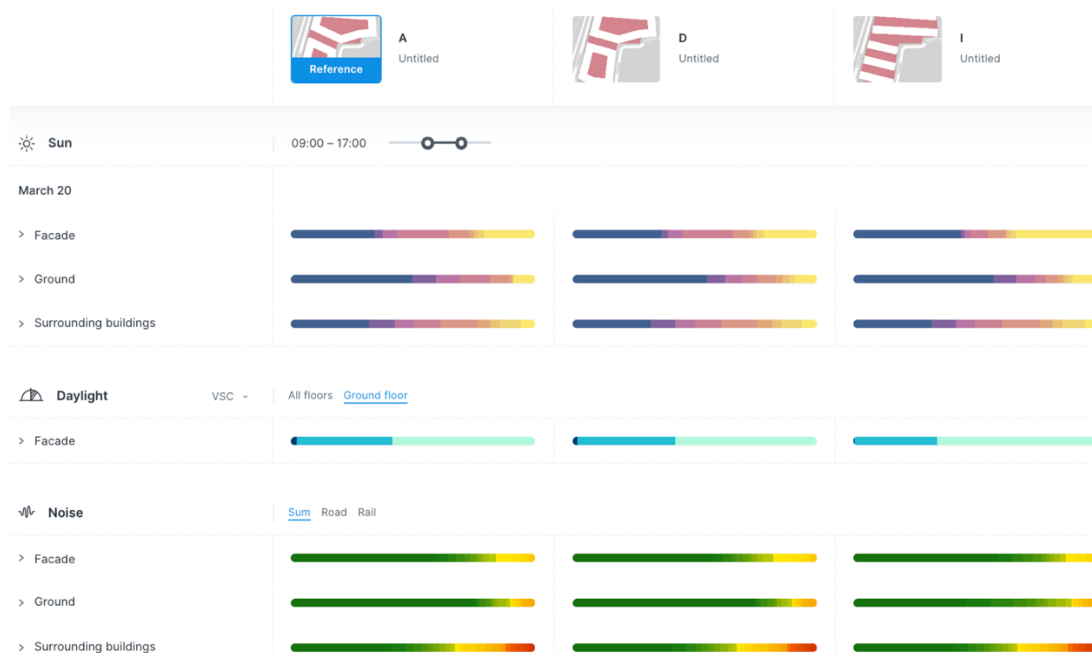 A
Untitled
Reference
D
Untitled
I
Untitled
Sun
09:00 – 17:00
March 20
Facade
Ground
Surrounding buildings
Daylight
VSC
All floors
Ground floor
Facade
Noise
Sum
Road
Rail
Facade
Ground
Surrounding buildings